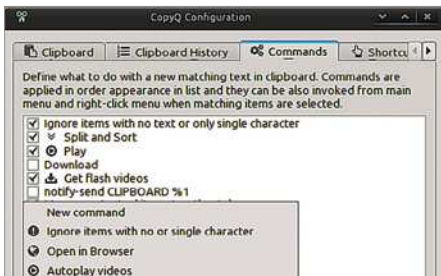 CopyQ Configuration
Clipboard Clipboard History Commands Shortcu
Define what to do with a new matching text in clipboard. Commands are
applied in order appearance in list and they can be also invoked from main
menu and right-click menu when matching items are selected.
Ignore items with no text or only single character
Split and Sort
Play
Download
Get flash videos
notify-send CLIPBOARD %1
New command
Ignore items with no or single character
Open in Browser
Autoplay videos